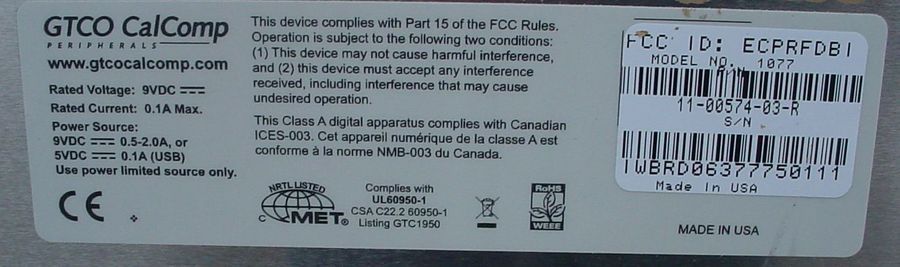 GTCO CalComp
PERIPHERALS
www.gtcocalcomp.com
Rated Voltage: 9VDC
Rated Current: 0.1A Max.
Power Source:
9VDC 0.5-2.0A, or
5VDC 0.1A (USB)
Use power limited source only.
CE
This device complies with Part 15 of the FCC Rules.
Operation is subject to the following two conditions:
(1) This device may not cause harmful interference,
and (2) this device must accept any interference
received, including interference that may cause
undesired operation.
This Class A digital apparatus complies with Canadian
ICES-003. Cet appareil numérique de la classe A est
conforme à la norme NMB-003 du Canada.
NRTL LISTED
C MET®
Complies with
UL60950-1
CSA C22.2 60950-1
Listing GTC1950
RoHS
WEEE
FCC ID: ECPRFDBI
MODEL NO. 1077
P/N
11-00574-03-R
S/N
IWBRD06377750111
Made In USA
MADE IN USA